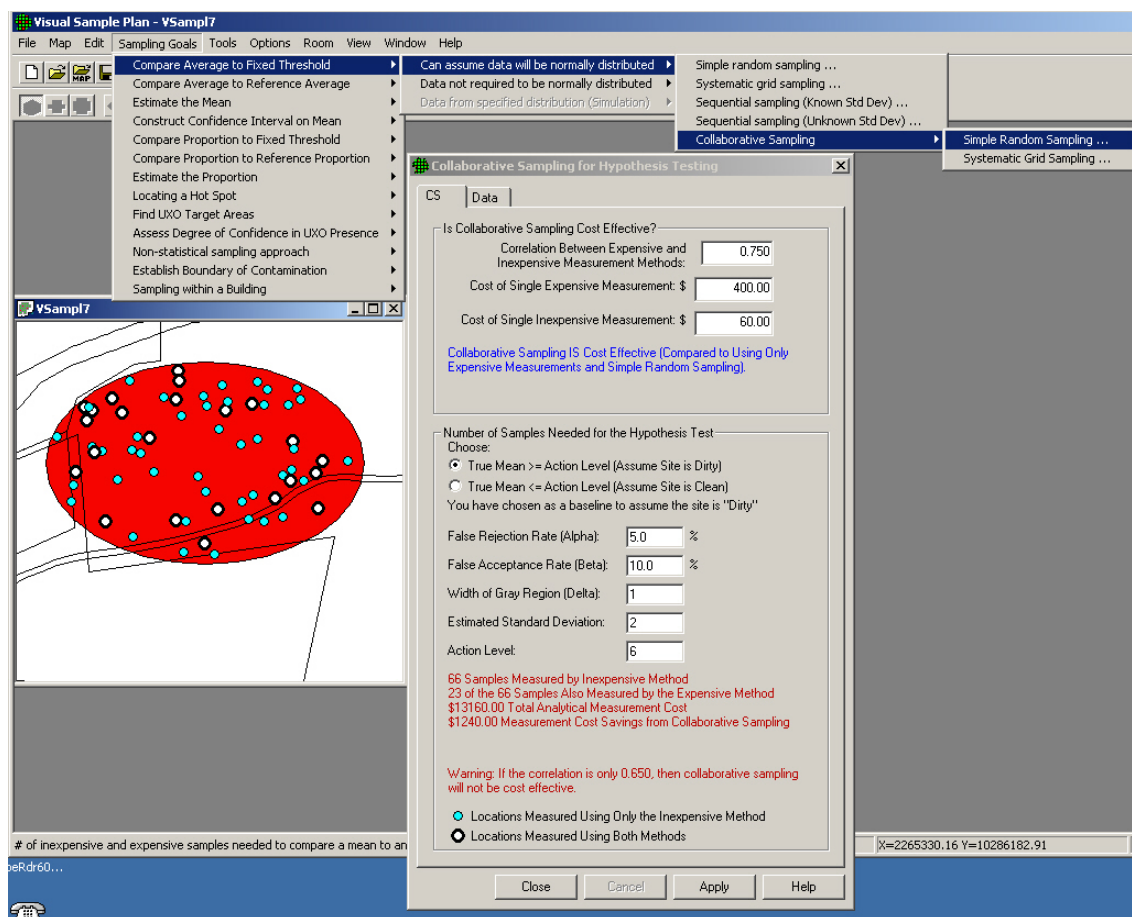 Visual Sample Plan - VSampl7
File Map Edit Sampling Goals Tools Options Room View Window Help
MAP
Compare Average to Fixed Threshold
Compare Average to Reference Average
Estimate the Mean
Construct Confidence Interval on Mean
Compare Proportion to Fixed Threshold
Compare Proportion to Reference Proportion
Estimate the Proportion
Locating a Hot Spot
Find UXO Target Areas
Assess Degree of Confidence in UXO Presence
Non-statistical sampling approach
Establish Boundary of Contamination
Sampling within a Building
Can assume data will be normally distributed
Data not required to be normally distributed
Data from specified distribution (Simulation)
Simple random sampling ...
Systematic grid sampling ...
Sequential sampling (Known Std Dev) ...
Sequential sampling (Unknown Std Dev) ...
Collaborative Sampling
Simple Random Sampling ...
Systematic Grid Sampling ...
VSampl7
Collaborative Sampling for Hypothesis Testing
CS Data
Is Collaborative Sampling Cost Effective?
Correlation Between Expensive and
Inexpensive Measurement Methods: 0.750
Cost of Single Expensive Measurement: $ 400.00
Cost of Single Inexpensive Measurement: $ 60.00
Collaborative Sampling IS Cost Effective (Compared to Using Only
Expensive Measurements and Simple Random Sampling).
Number of Samples Needed for the Hypothesis Test
Choose:
True Mean >= Action Level (Assume Site is Dirty)
True Mean <= Action Level (Assume Site is Clean)
You have chosen as a baseline to assume the site is "Dirty"
False Rejection Rate (Alpha): 5.0 %
False Acceptance Rate (Beta): 10.0 %
Width of Gray Region (Delta): 1
Estimated Standard Deviation: 2
Action Level: 6
66 Samples Measured by Inexpensive Method
23 of the 66 Samples Also Measured by the Expensive Method
$13160.00 Total Analytical Measurement Cost
$1240.00 Measurement Cost Savings from Collaborative Sampling
Warning: If the correlation is only 0.650, then collaborative sampling
will not be cost effective.
Locations Measured Using Only the Inexpensive Method
Locations Measured Using Both Methods
Close Cancel Apply Help
# of inexpensive and expensive samples needed to compare a mean to an
X=2265330.16 Y=10286182.91
eRdr60...